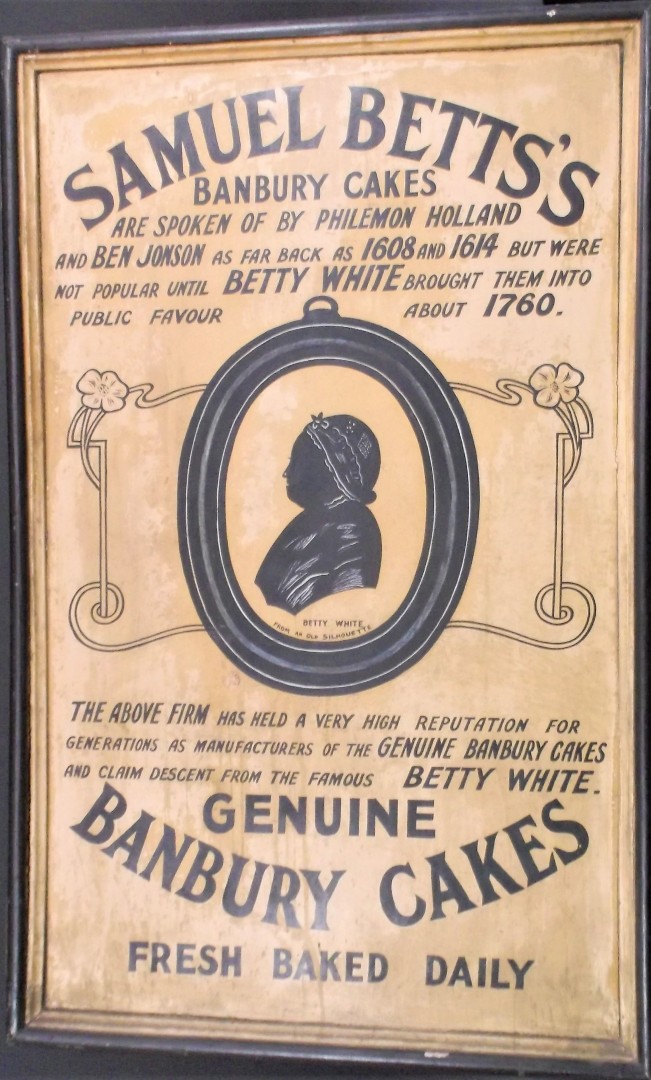 SAMUEL BETTS'S
BANBURY CAKES
ARE SPOKEN OF BY PHILEMON HOLLAND
AND BEN JONSON AS FAR BACK AS 1608 AND 1614 BUT WERE
NOT POPULAR UNTIL BETTY WHITE BROUGHT THEM INTO
PUBLIC FAVOUR ABOUT 1760.
BETTY WHITE
FROM AN OLD SILHOUETTE
THE ABOVE FIRM HAS HELD A VERY HIGH REPUTATION FOR
GENERATIONS AS MANUFACTURERS OF THE GENUINE BANBURY CAKES
AND CLAIM DESCENT FROM THE FAMOUS BETTY WHITE.
GENUINE
BANBURY CAKES
FRESH BAKED DAILY